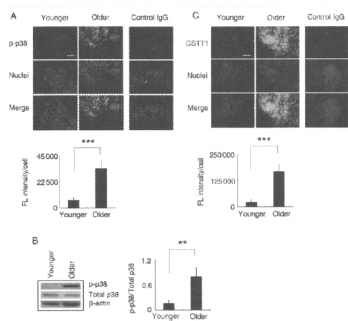 A
Younger Older Control IgG
p-p38
Nuclei
Merge
FL intensity/cell
45000
22500
0
***
Younger Older
B
Younger
Older
p-p38
Total p38
β-actin
p-p38/Total p38
1.2
0.6
0
**
Younger Older
C
Younger Older Control IgG
GSTT1
Nuclei
Merge
FL intensity/cell
250000
125000
0
***
Younger Older